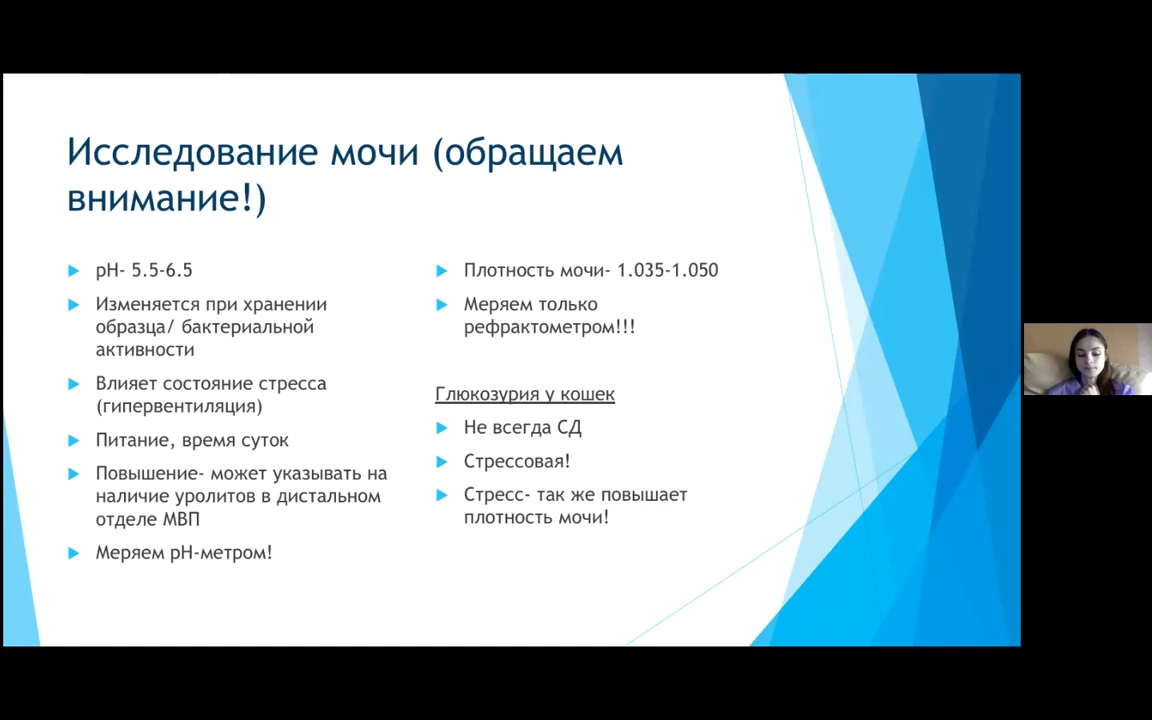 Исследование мочи (обращаем
внимание!)
pH- 5.5-6.5
Изменяется при хранении
образца/ бактериальной
активности
Влияет состояние стресса
(гипервентиляция)
Питание, время суток
Повышение- может указывать на
наличие уролитов в дистальном
отделе МВП
Меряем pH-метром!
Плотность мочи- 1.035-1.050
Меряем только
рефрактометром!!!
Глюкозурия у кошек
Не всегда СД
Стрессовая!
Стресс- так же повышает
плотность мочи!